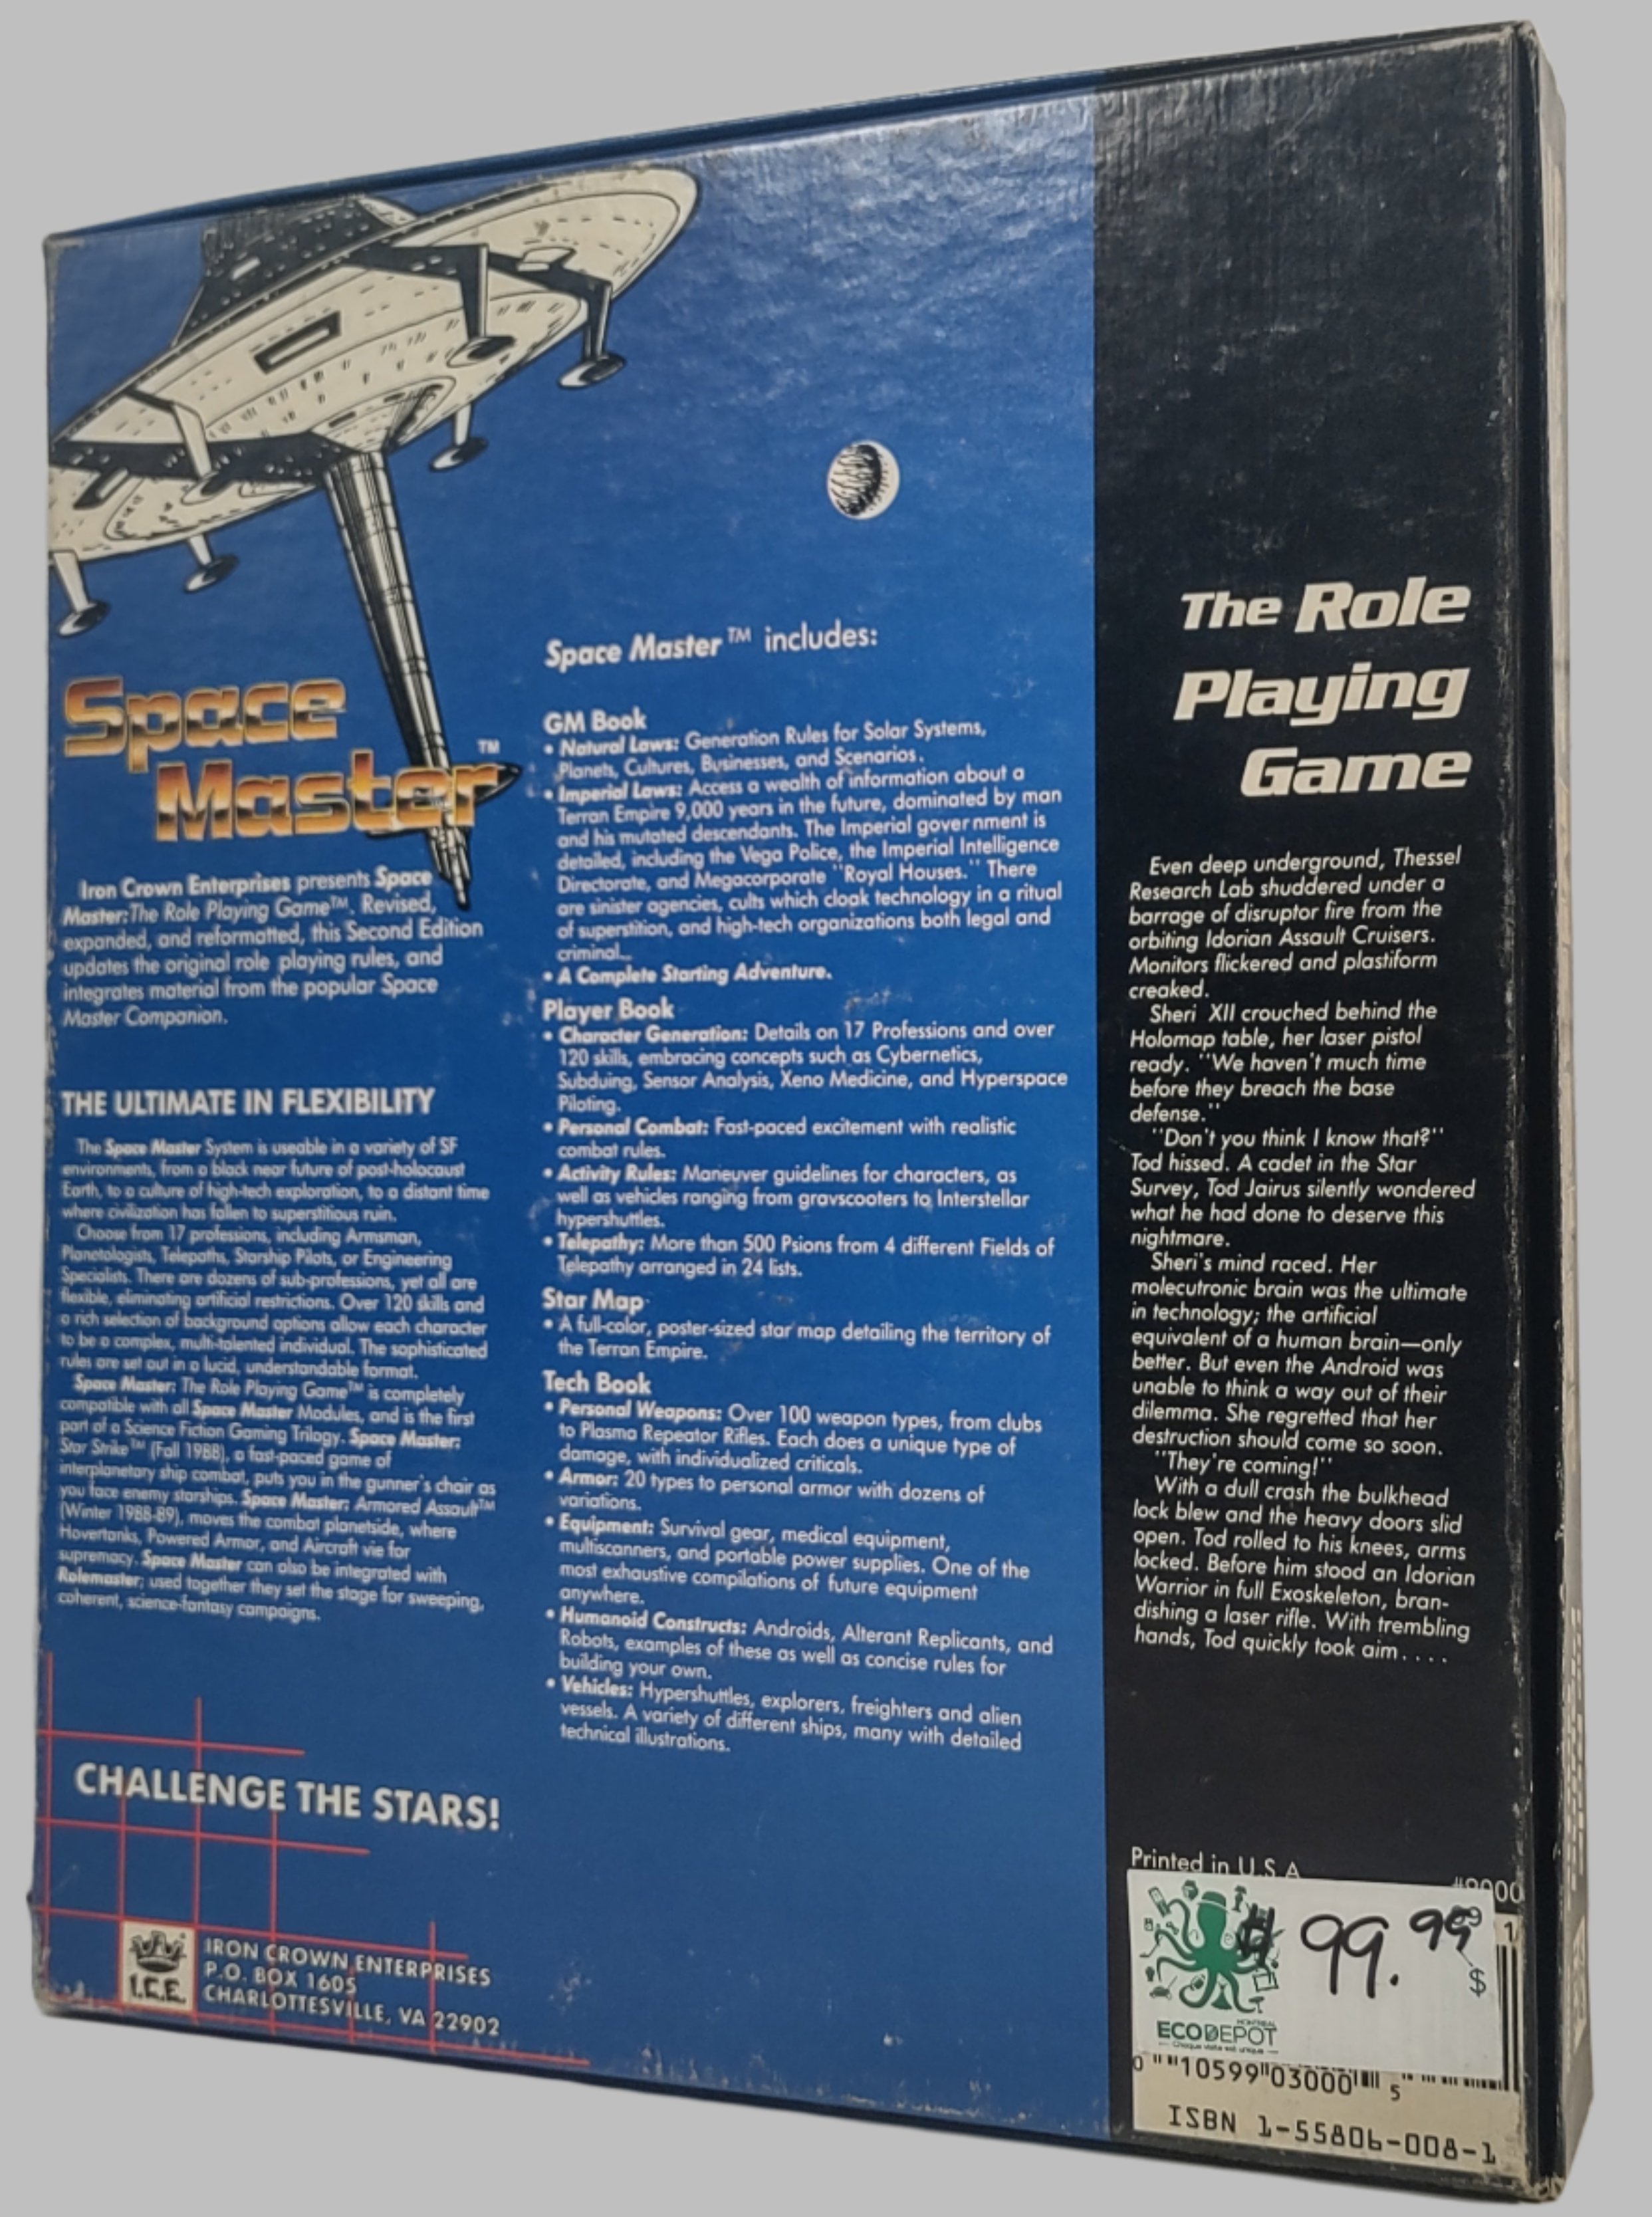 Space
Master™
Iron Crown Enterprises presents Space
Master:The Role Playing Game™. Revised,
expanded, and reformatted, this Second Edition
updates the original role playing rules, and
integrates material from the popular Space
Master Companion.
THE ULTIMATE IN FLEXIBILITY
The Space Master System is useable in a variety of SF
environments, from a black near future of post-holocaust
Earth, to a culture of high-tech exploration, to a distant time
where civilization has fallen to superstitious ruin.
Choose from 17 professions, including Armsman,
Planetologists, Telepaths, Starship Pilots, or Engineering
Specialists. There are dozens of sub-professions, yet all are
flexible, eliminating artificial restrictions. Over 120 skills and
a rich selection of background options allow each character
to be a complex, multi-talented individual. The sophisticated
rules are set out in a lucid, understandable format.
Space Master: The Role Playing Game™ is completely
compatible with all Space Master Modules, and is the first
part of a Science Fiction Gaming Trilogy. Space Master:
Star Strike™ (Fall 1988), a fast-paced game of
interplanetary ship combat, puts you in the gunner's chair as
you face enemy starships. Space Master: Armored Assault™
(Winter 1988-89), moves the combat planetside, where
Hovertanks, Powered Armor, and Aircraft vie for
supremacy. Space Master can also be integrated with
Rolemaster; used together they set the stage for sweeping,
coherent, science-fantasy campaigns.
CHALLENGE THE STARS!
I.C.E.
IRON CROWN ENTERPRISES
P.O. BOX 1605
CHARLOTTESVILLE, VA 22902
Space Master™ includes:
GM Book
• Natural Laws: Generation Rules for Solar Systems,
Planets, Cultures, Businesses, and Scenarios.
• Imperial Laws: Access a wealth of information about a
Terran Empire 9,000 years in the future, dominated by man
and his mutated descendants. The Imperial government is
detailed, including the Vega Police, the Imperial Intelligence
Directorate, and Megacorporate "Royal Houses." There
are sinister agencies, cults which cloak technology in a ritual
of superstition, and high-tech organizations both legal and
criminal...
• A Complete Starting Adventure.
Player Book
• Character Generation: Details on 17 Professions and over
120 skills, embracing concepts such as Cybernetics,
Subduing, Sensor Analysis, Xeno Medicine, and Hyperspace
Piloting.
• Personal Combat: Fast-paced excitement with realistic
combat rules.
• Activity Rules: Maneuver guidelines for characters, as
well as vehicles ranging from gravscooters to Interstellar
hypershuttles.
• Telepathy: More than 500 Psions from 4 different Fields of
Telepathy arranged in 24 lists.
Star Map
• A full-color, poster-sized star map detailing the territory of
the Terran Empire.
Tech Book
• Personal Weapons: Over 100 weapon types, from clubs
to Plasma Repeator Rifles. Each does a unique type of
damage, with individualized criticals.
• Armor: 20 types to personal armor with dozens of
variations.
• Equipment: Survival gear, medical equipment,
multiscanners, and portable power supplies. One of the
most exhaustive compilations of future equipment
anywhere.
• Humanoid Constructs: Androids, Alterant Replicants, and
Robots, examples of these as well as concise rules for
building your own.
• Vehicles: Hypershuttles, explorers, freighters and alien
vessels. A variety of different ships, many with detailed
technical illustrations.
The Role
Playing
Game
Even deep underground, Thessel
Research Lab shuddered under a
barrage of disruptor fire from the
orbiting Idorian Assault Cruisers.
Monitors flickered and plastiform
creaked.
Sheri XII crouched behind the
Holomap table, her laser pistol
ready. "We haven't much time
before they breach the base
defense."
"Don't you think I know that?"
Tod hissed. A cadet in the Star
Survey, Tod Jairus silently wondered
what he had done to deserve this
nightmare.
Sheri's mind raced. Her
molecutronic brain was the ultimate
in technology; the artificial
equivalent of a human brain—only
better. But even the Android was
unable to think a way out of their
dilemma. She regretted that her
destruction should come so soon.
"They're coming!"
With a dull crash the bulkhead
lock blew and the heavy doors slid
open. Tod rolled to his knees, arms
locked. Before him stood an Idorian
Warrior in full Exoskeleton, bran-
dishing a laser rifle. With trembling
hands, Tod quickly took aim . . . .
Printed in U.S.A.
#9000
99.99 $
MONTRÉAL
ECODEPOT
Chaque visite est unique
0 10599 03000 5
ISBN 1-55806-008-1